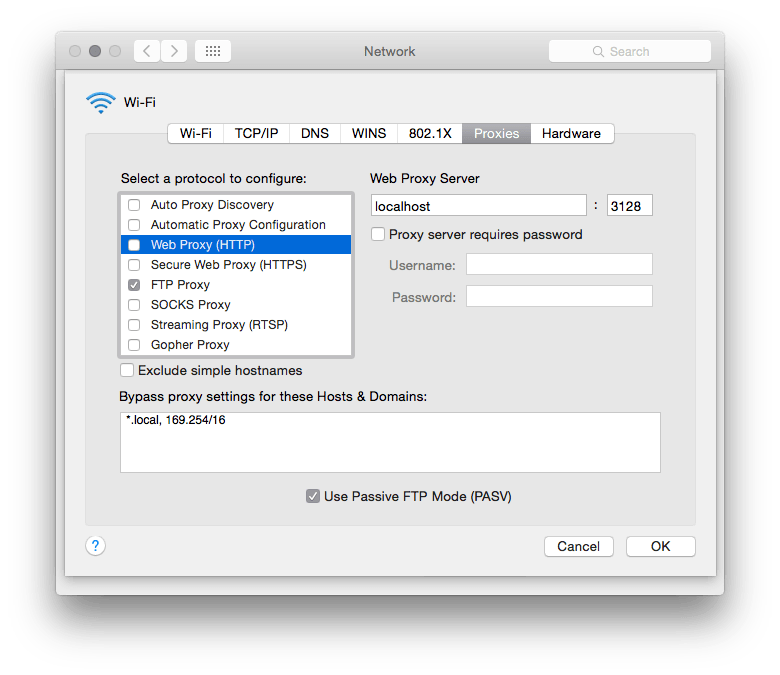 Network
Search
Wi-Fi
Wi-Fi TCP/IP DNS WINS 802.1X Proxies Hardware
Select a protocol to configure:
Auto Proxy Discovery
Automatic Proxy Configuration
Web Proxy (HTTP)
Secure Web Proxy (HTTPS)
FTP Proxy
SOCKS Proxy
Streaming Proxy (RTSP)
Gopher Proxy
Exclude simple hostnames
Web Proxy Server
localhost : 3128
Proxy server requires password
Username:
Password:
Bypass proxy settings for these Hosts & Domains:
*.local, 169.254/16
Use Passive FTP Mode (PASV)
?
Cancel
OK